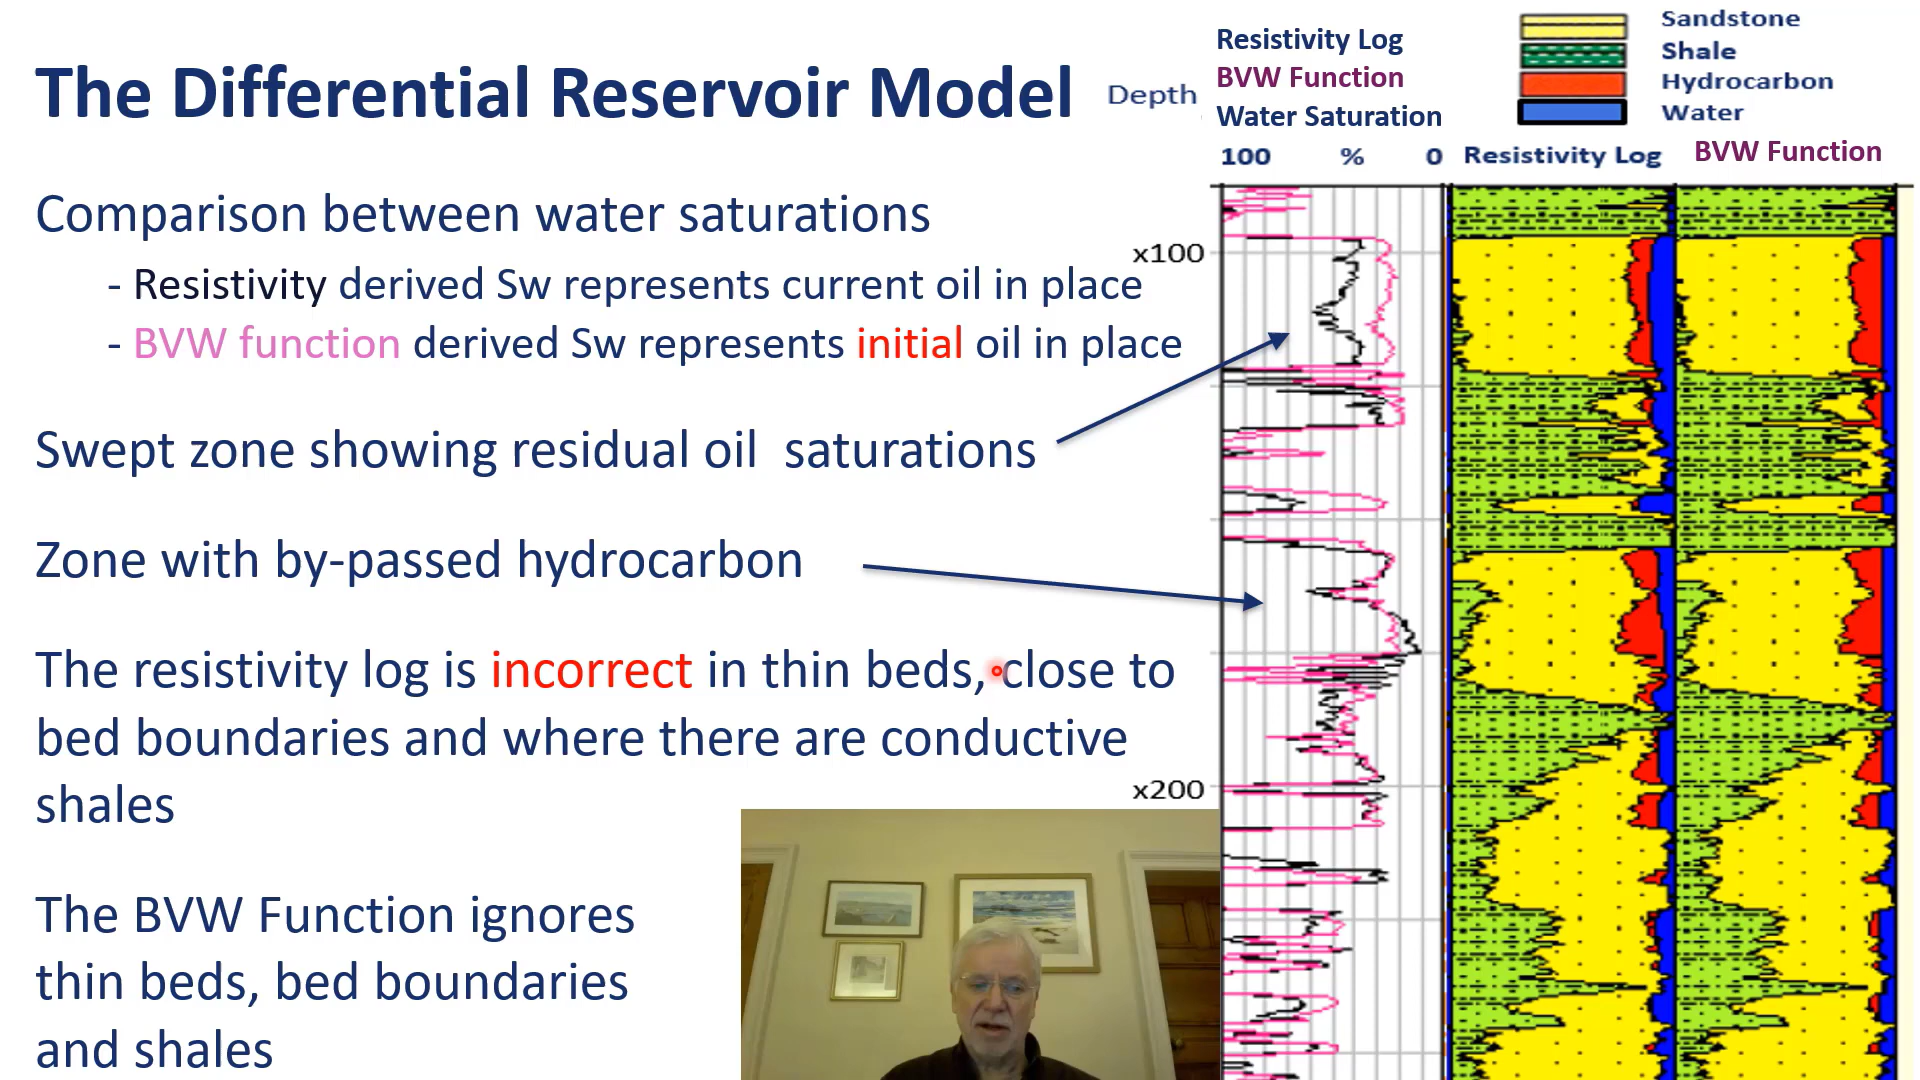 The Differential Reservoir Model
Comparison between water saturations
- Resistivity derived Sw represents current oil in place
- BVW function derived Sw represents initial oil in place
Swept zone showing residual oil  saturations
Zone with by-passed hydrocarbon
The resistivity log is incorrect in thin beds, close to
bed boundaries and where there are conductive
shales
The BVW Function ignores
thin beds, bed boundaries
and shales
Depth
Resistivity Log
BVW Function
Water Saturation
100 % 0
Sandstone
Shale
Hydrocarbon
Water
Resistivity Log
BVW Function
x100
x200